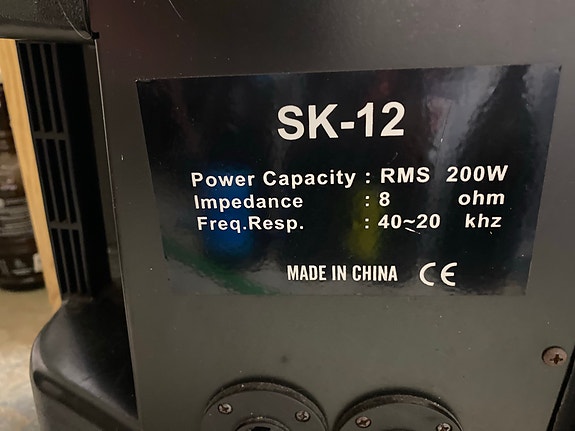 SK-12
Power Capacity : RMS 200W
Impedance : 8 ohm
Freq.Resp. : 40~20 khz
MADE IN CHINA CE